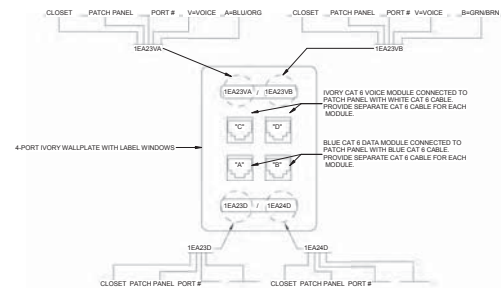 CLOSET PATCH PANEL PORT # V=VOICE A=BLU/ORG
CLOSET PATCH PANEL PORT # V=VOICE B=GRN/BRN
1EA23VA
1EA23VB
1EA23VA / 1EA23VB
IVORY CAT 6 VOICE MODULE CONNECTED TO
PATCH PANEL WITH WHITE CAT 6 CABLE.
PROVIDE SEPARATE CAT 6 CABLE FOR EACH
MODULE.
"C" "D"
4-PORT IVORY WALLPLATE WITH LABEL WINDOWS
BLUE CAT 6 DATA MODULE CONNECTED TO
PATCH PANEL WITH BLUE CAT 6 CABLE.
PROVIDE SEPARATE CAT 6 CABLE FOR EACH
MODULE.
"A" "B"
1EA23D / 1EA24D
1EA23D
1EA24D
CLOSET PATCH PANEL PORT #
CLOSET PATCH PANEL PORT #